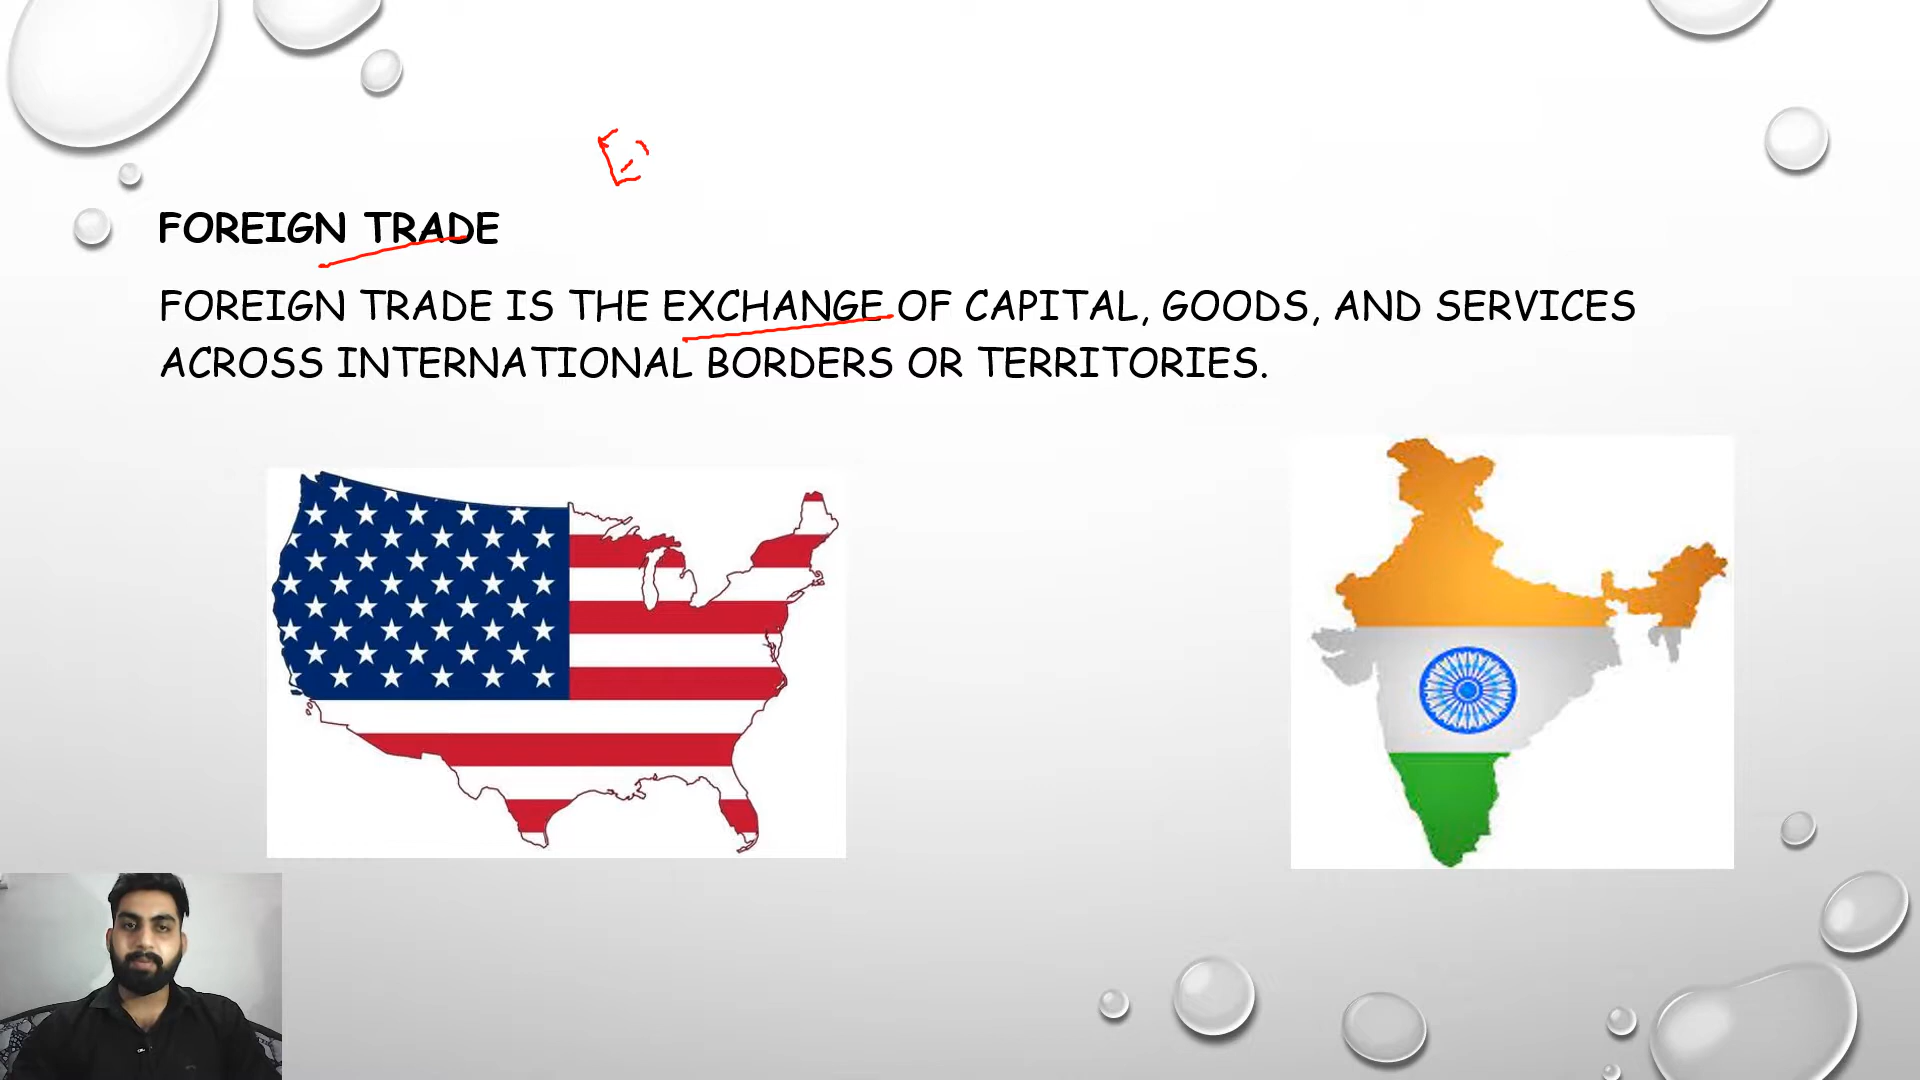 FOREIGN TRADE
FOREIGN TRADE IS THE EXCHANGE OF CAPITAL, GOODS, AND SERVICES
ACROSS INTERNATIONAL BORDERS OR TERRITORIES.